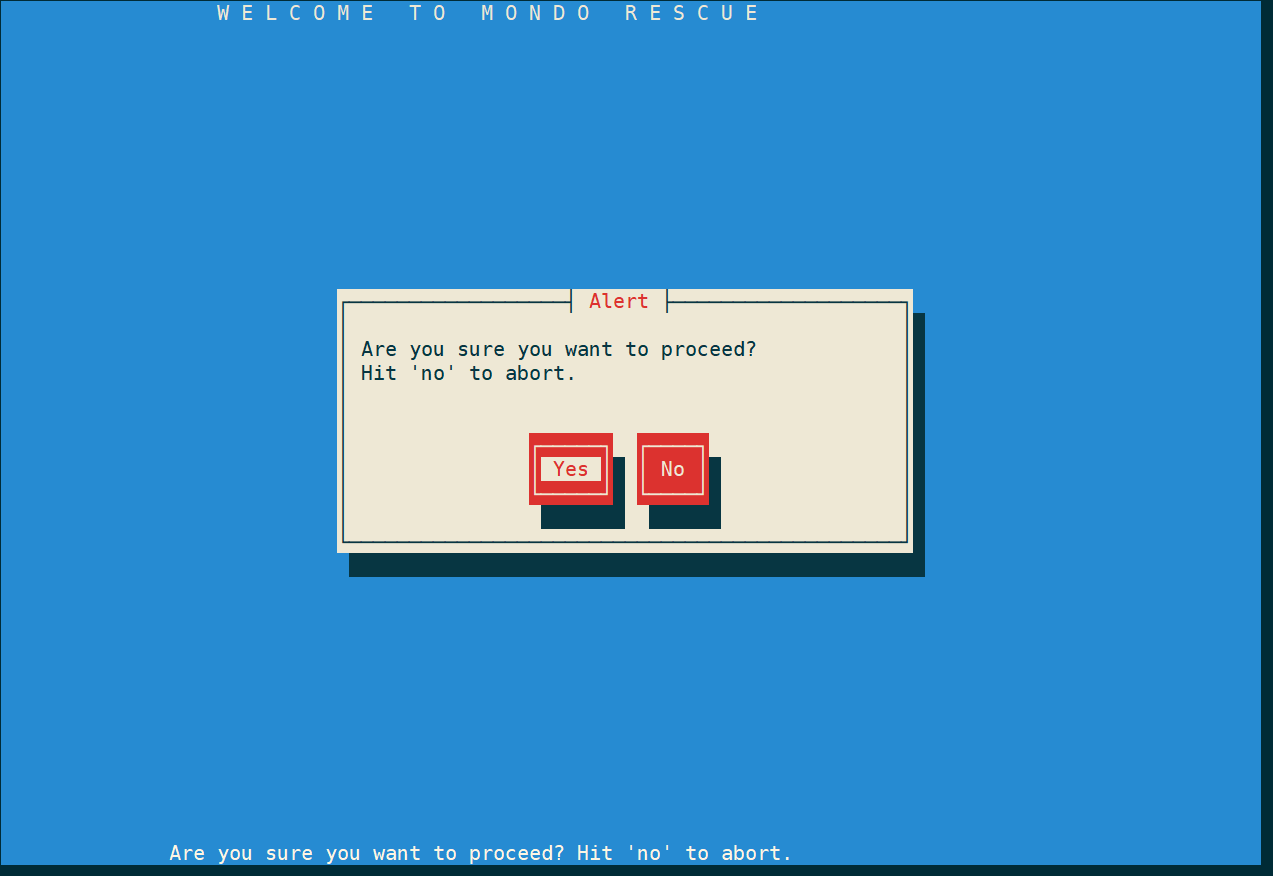 W E L C O M E   T O   M O N D O   R E S C U E
Alert
Are you sure you want to proceed?
Hit 'no' to abort.
Yes No
Are you sure you want to proceed? Hit 'no' to abort.